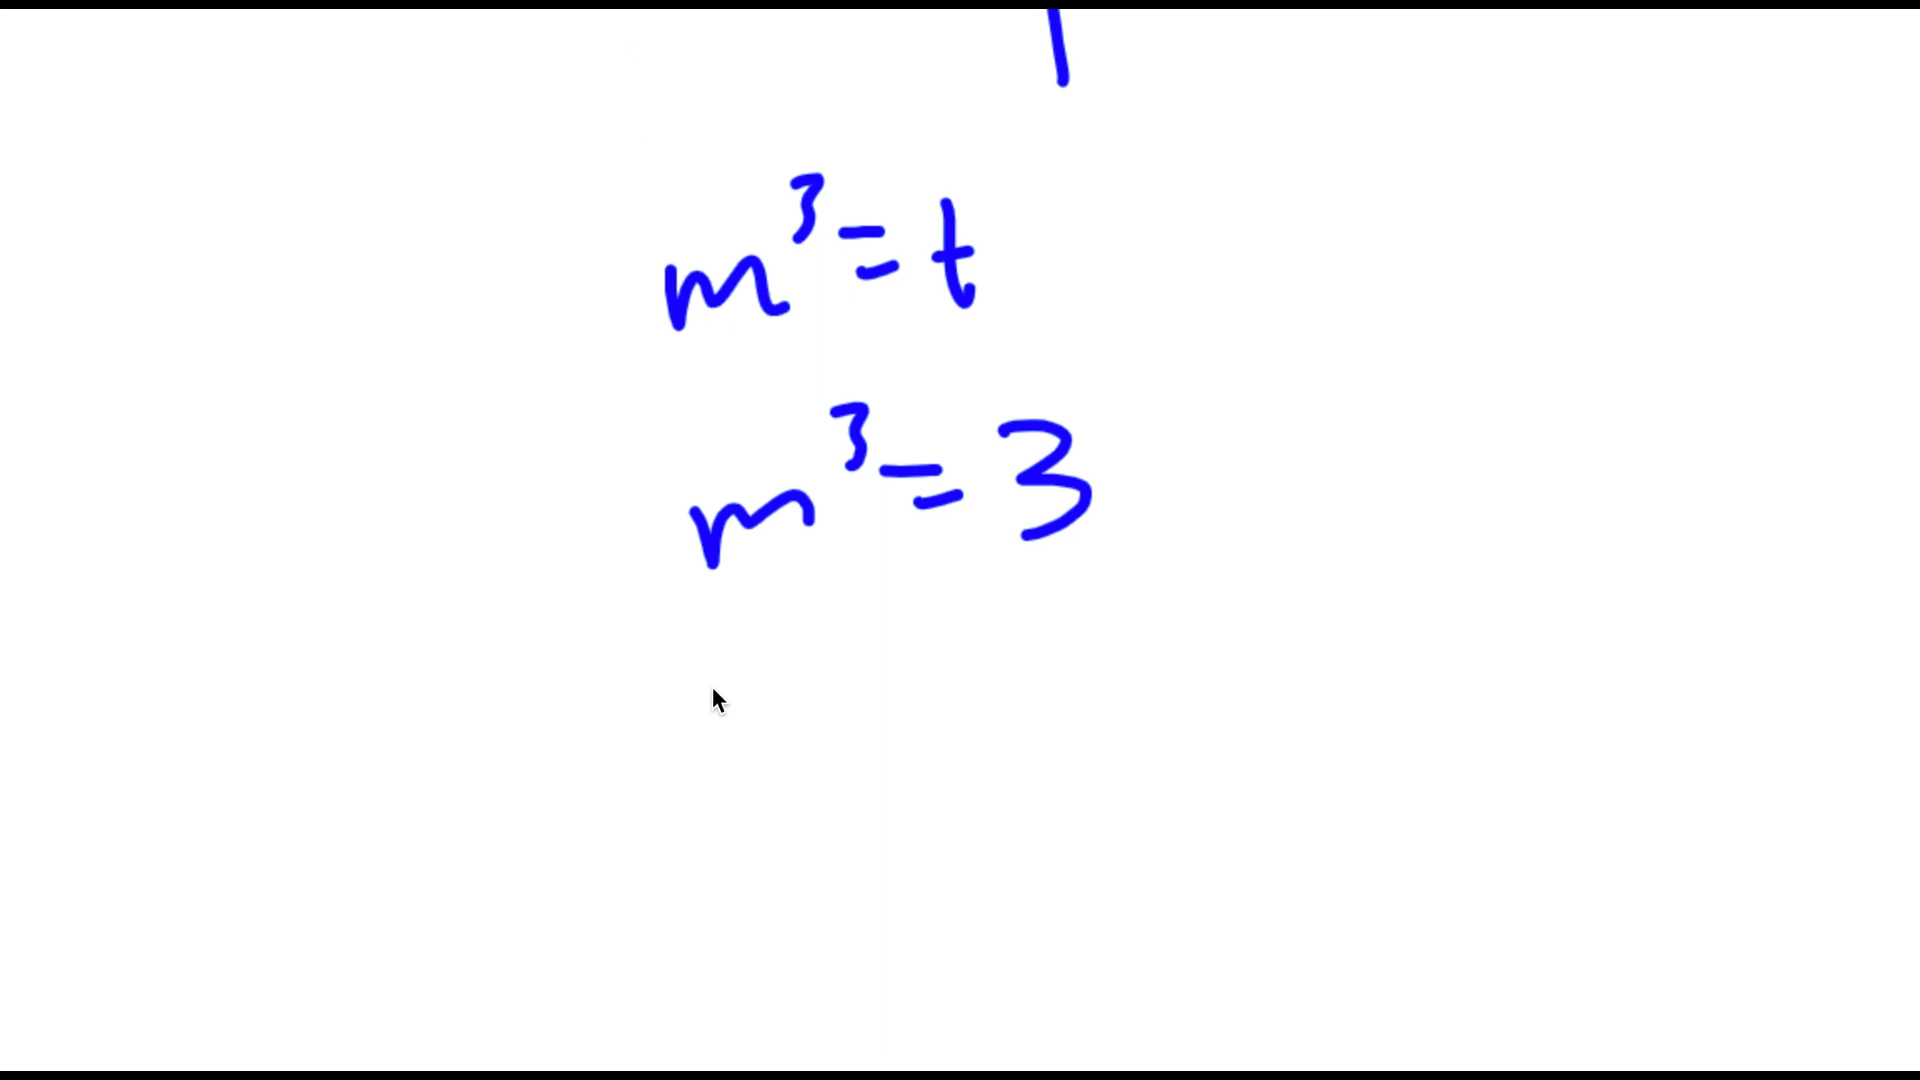 m³ = t
m³ = 3